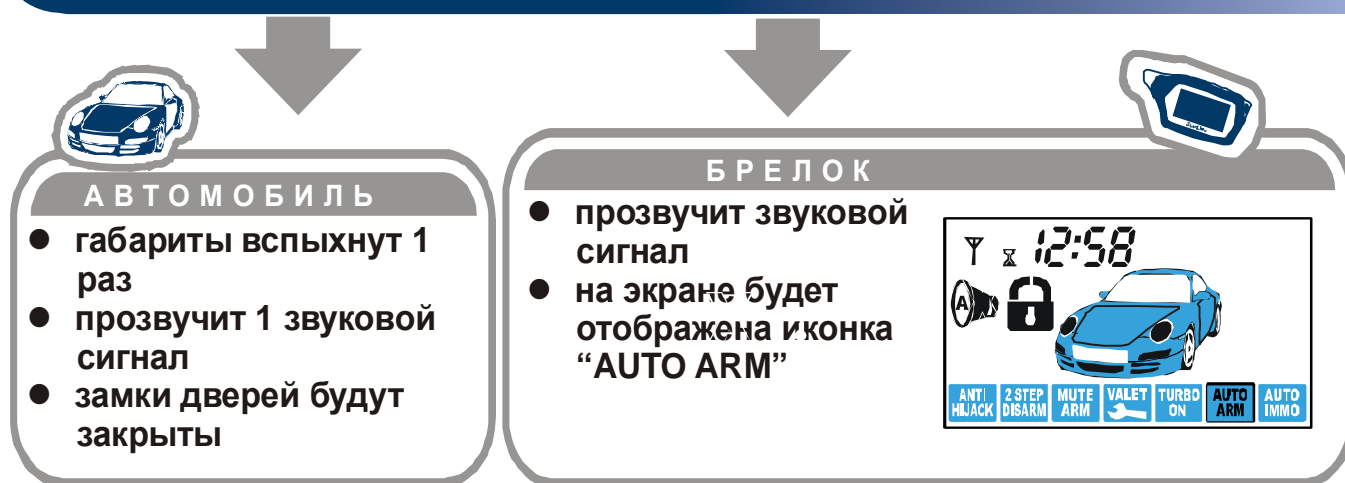 АВТОМОБИЛЬ
● габариты вспыхнут 1
раз
● прозвучит 1 звуковой
сигнал
● замки дверей будут
закрыты
БРЕЛОК
● прозвучит звуковой
сигнал
● на экране будет
отображена иконка
“AUTO ARM”
12:58
A
ANTI HIJACK 2 STEP DISARM MUTE ARM VALET TURBO ON AUTO ARM AUTO IMMO